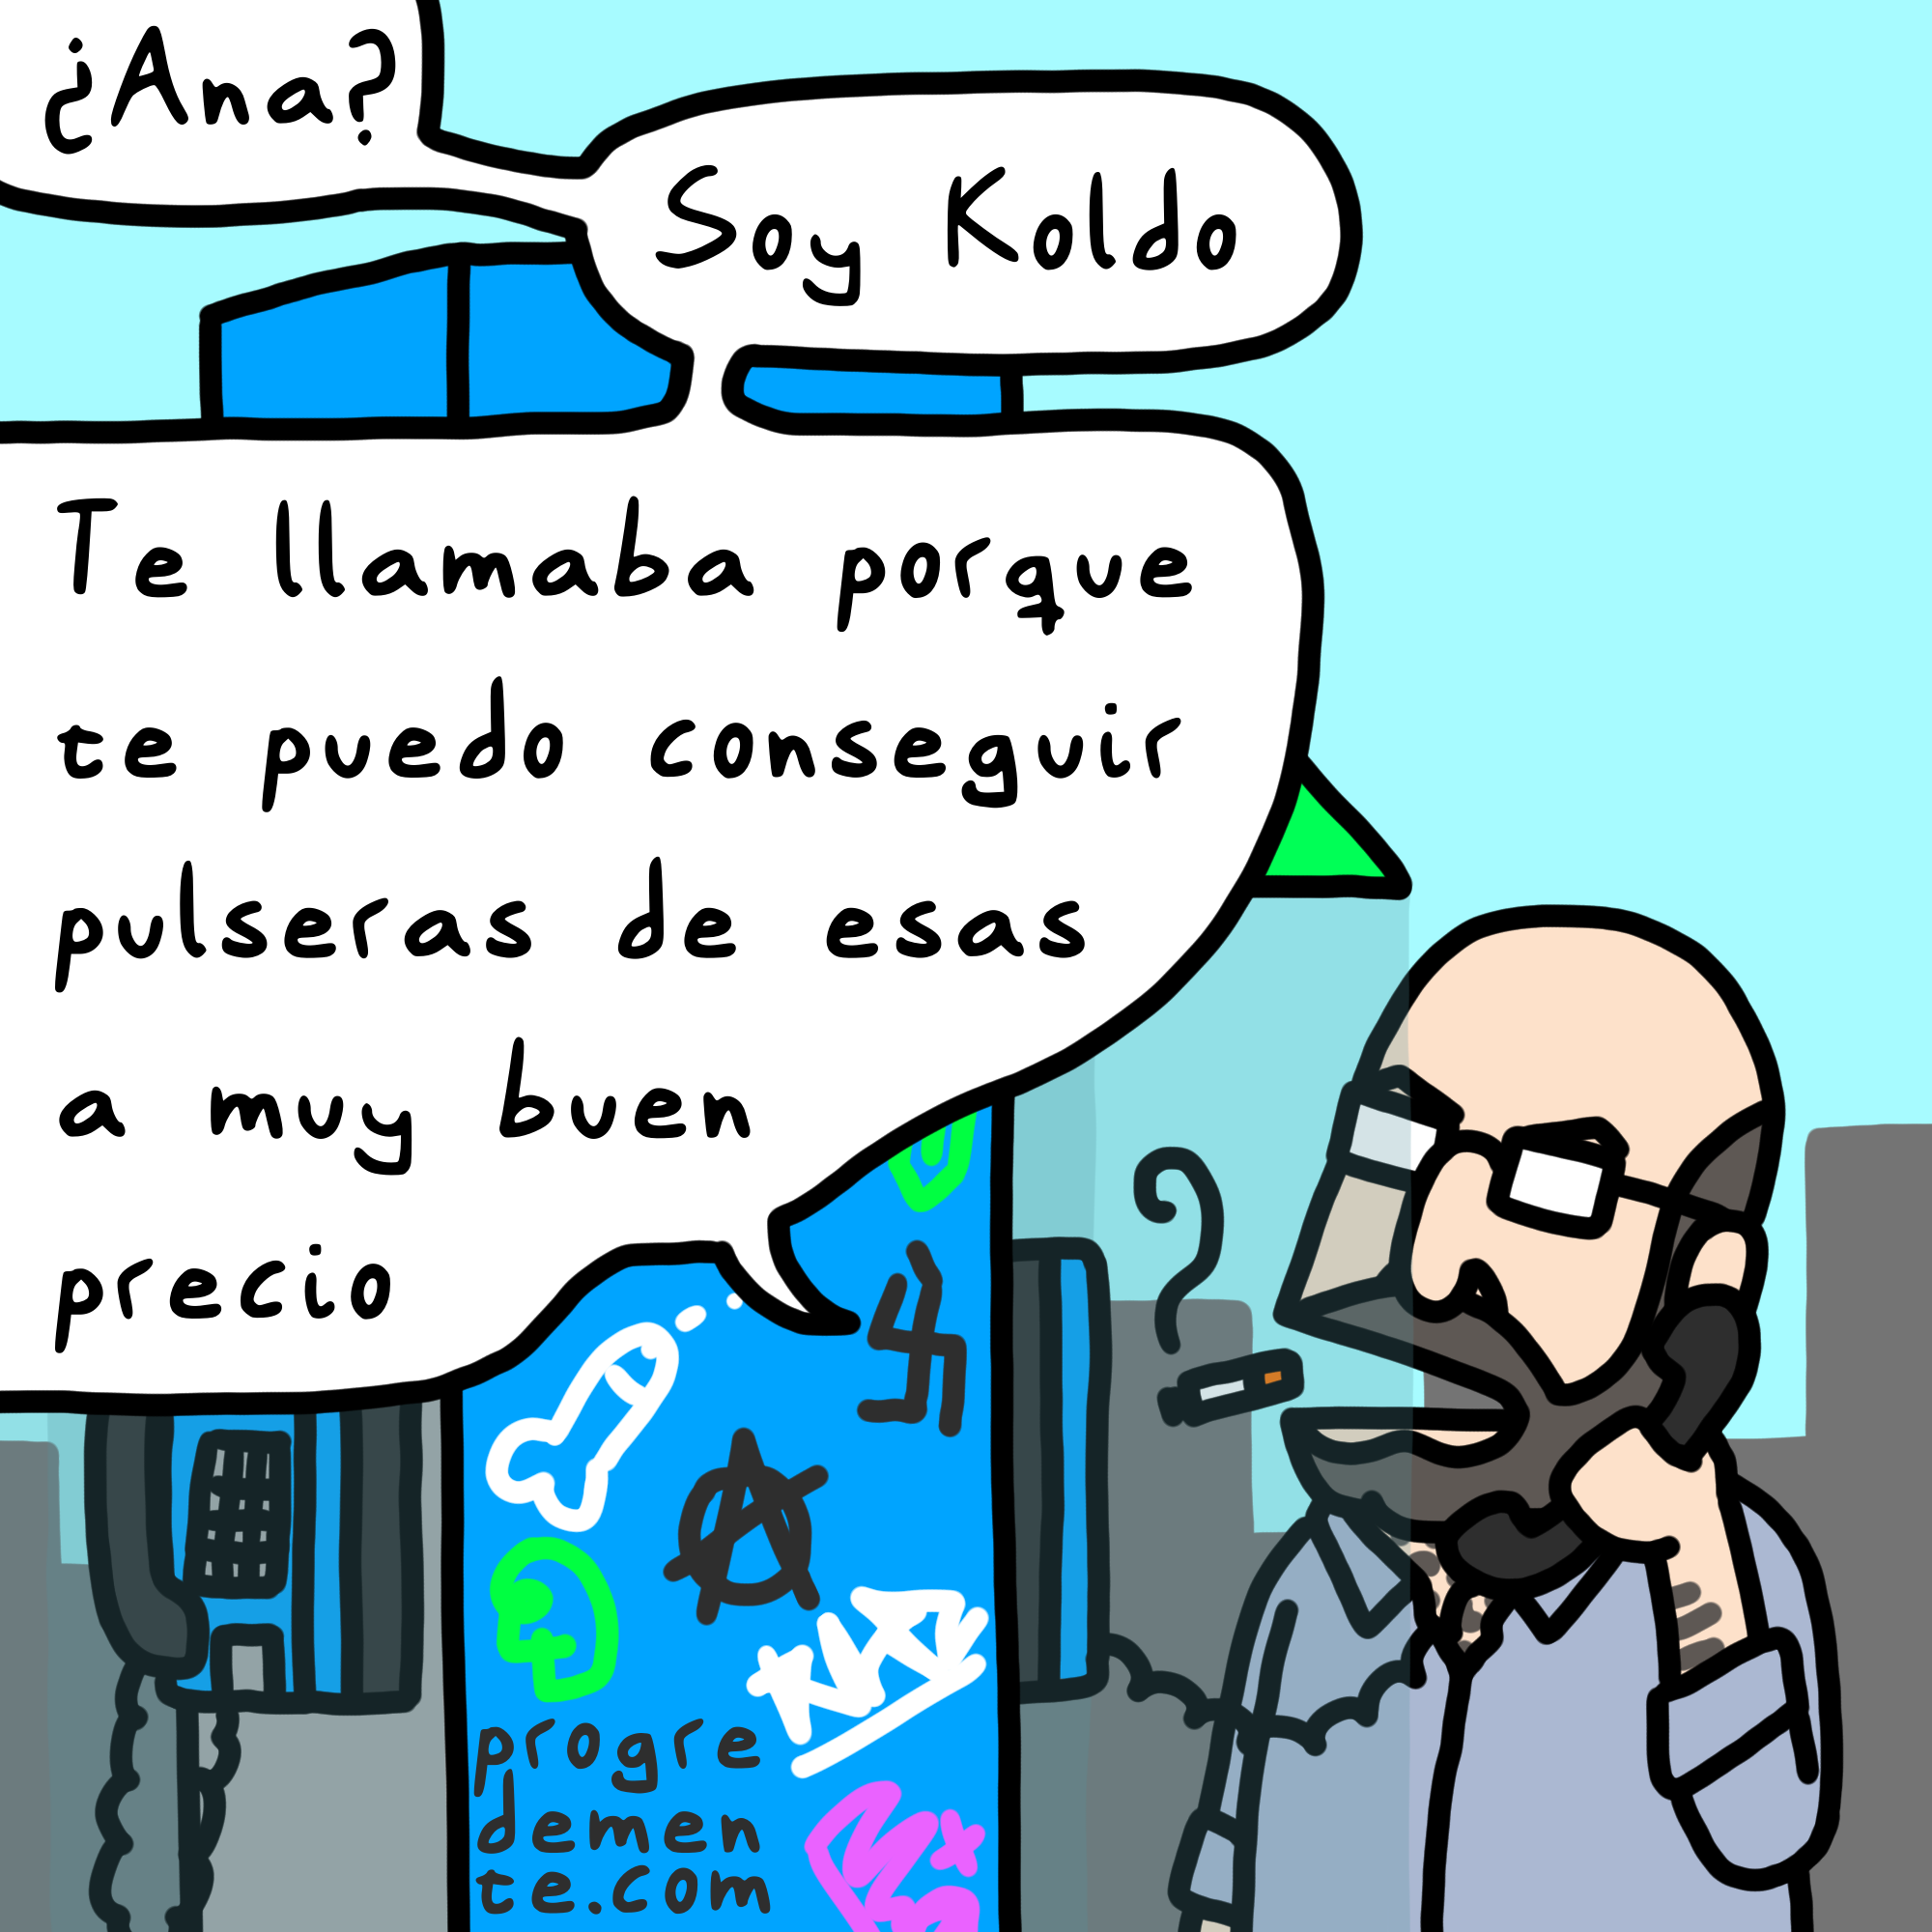 ¿Ana?
Soy Koldo
Te llamaba porque
te puedo conseguir
pulseras de esas
a muy buen
precio
progre
demen
te.com